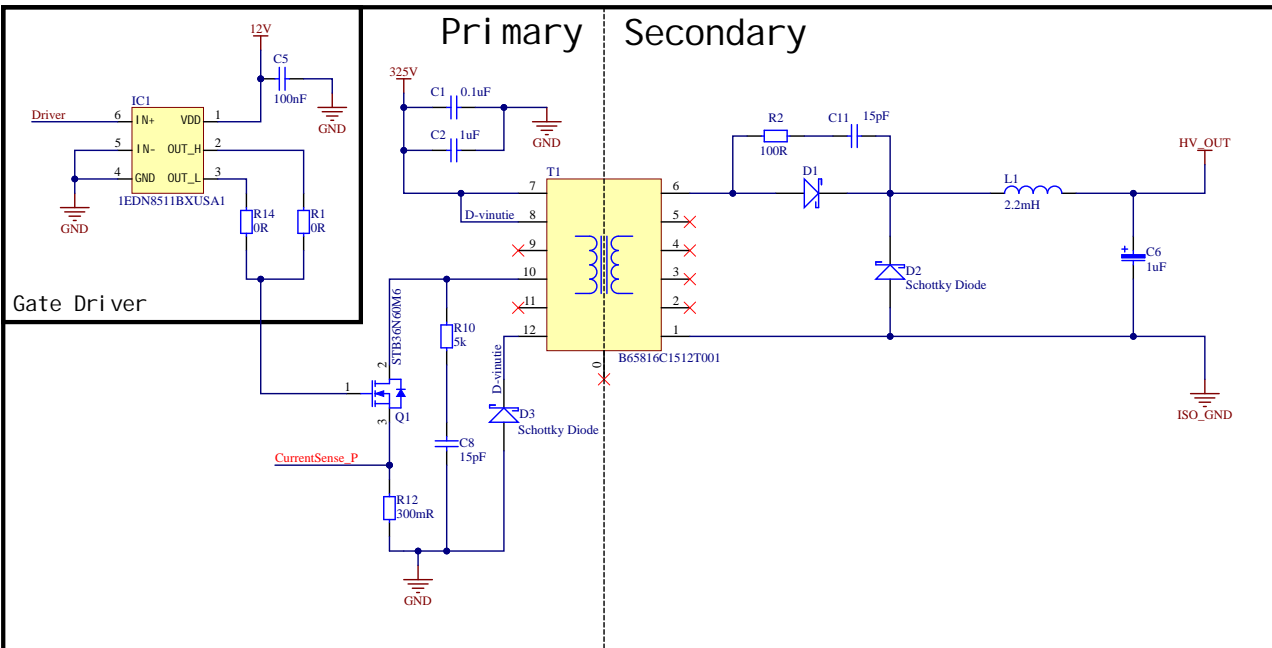 Primary
Secondary
12V
C5
100nF
GND
IC1
Driver
6
IN+
VDD
1
5
IN-
OUT_H
2
4
GND
OUT_L
3
1EDN8511BXUSA1
GND
R14
0R
R1
0R
Gate Driver
325V
C1
0.1uF
C2
1uF
GND
T1
7
D-vinutie
8
9
10
11
12
6
5
4
3
2
1
0
B65816C1512T001
R2
100R
C11
15pF
D1
D2
Schottky Diode
L1
2.2mH
HV_OUT
C6
1uF
ISO_GND
STB36N60M6
2
1
3
Q1
R10
5k
C8
15pF
D-vinutie
D3
Schottky Diode
CurrentSense_P
R12
300mR
GND